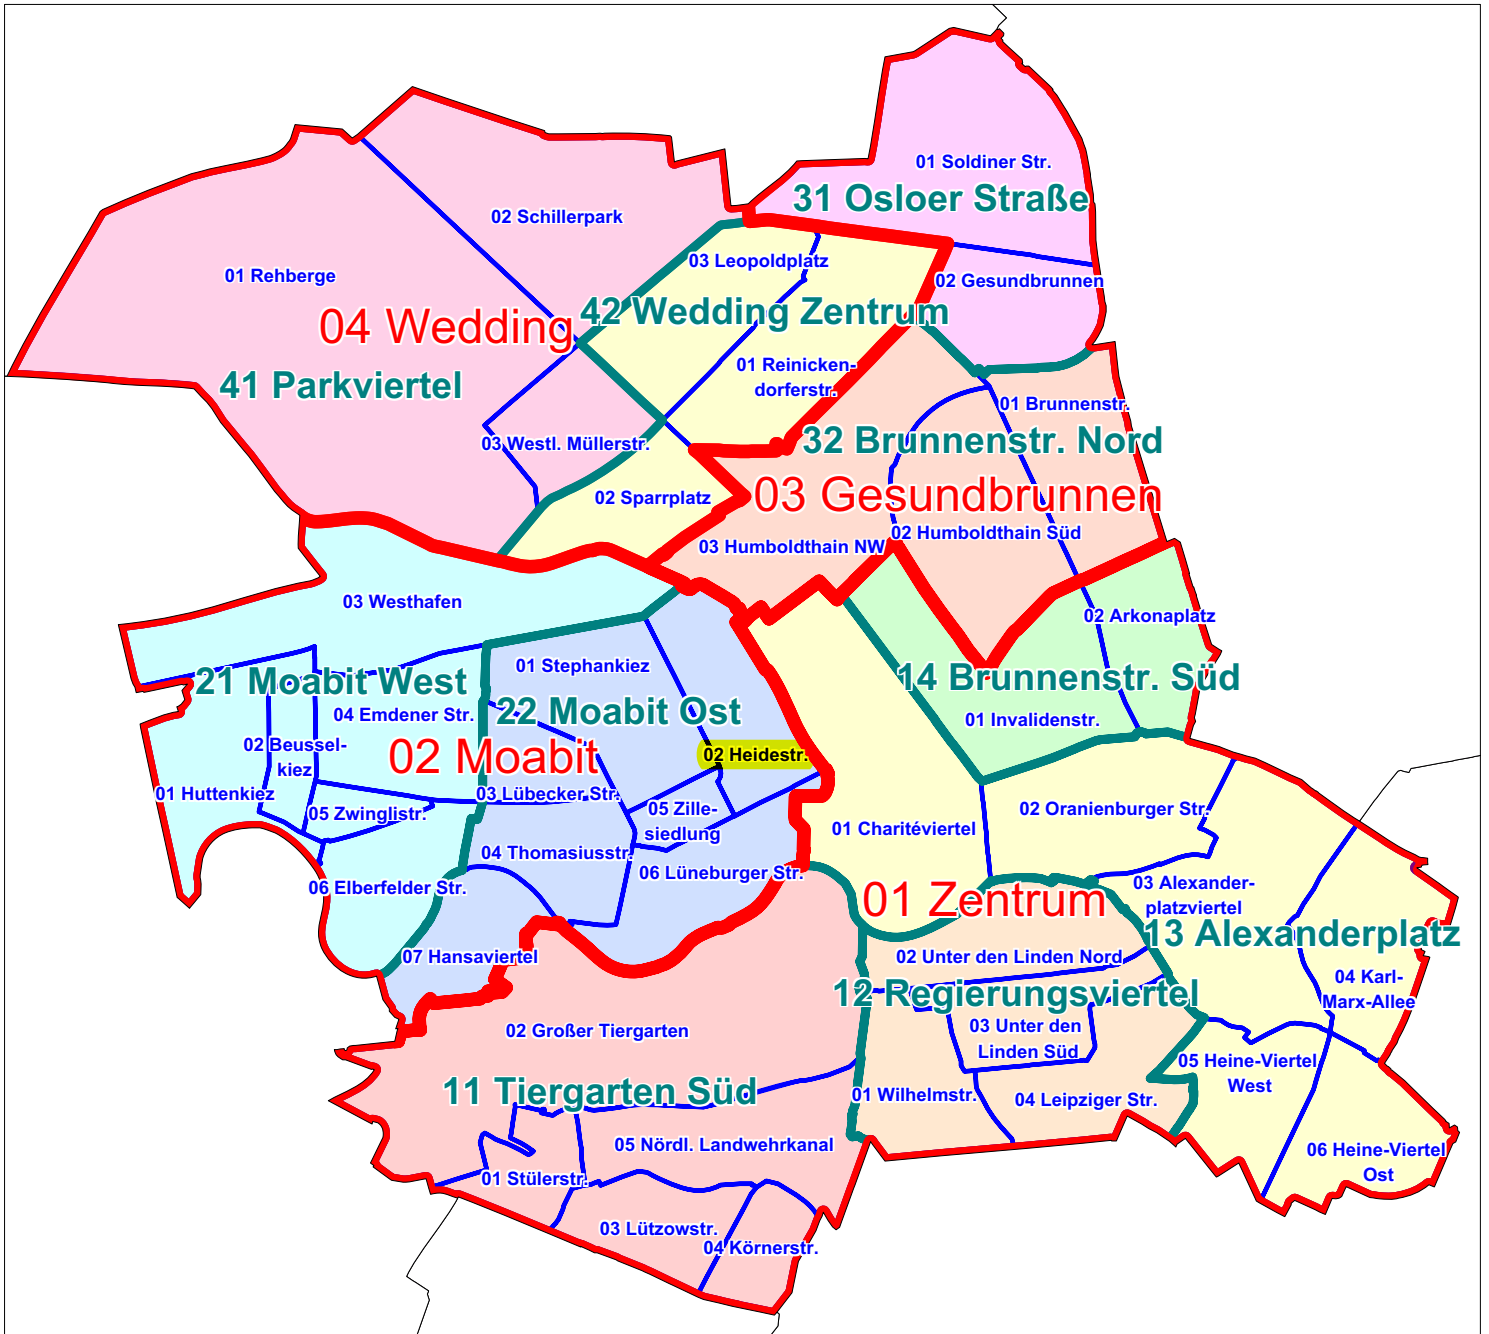 01 Soldiner Str.
31 Osloer Straße
02 Schillerpark
03 Leopoldplatz
01 Rehberge
02 Gesundbrunnen
04 Wedding
42 Wedding Zentrum
41 Parkviertel
01 Reinicken-
dorferstr.
01 Brunnenstr.
03 Westl. Müllerstr.
32 Brunnenstr. Nord
02 Sparrplatz
03 Gesundbrunnen
03 Humboldthain NW
02 Humboldthain Süd
03 Westhafen
02 Arkonaplatz
21 Moabit West
01 Stephankiez
14 Brunnenstr. Süd
04 Emdener Str.
22 Moabit Ost
01 Invalidenstr.
02 Beussel-
kiez
02 Moabit
02 Heidestr.
01 Huttenkiez
03 Lübecker Str.
05 Zwinglistr.
05 Zille-
siedlung
01 Charitéviertel
02 Oranienburger Str.
04 Thomasiusstr.
06 Lüneburger Str.
06 Elberfelder Str.
01 Zentrum
03 Alexander-
platzviertel
13 Alexanderplatz
07 Hansaviertel
02 Unter den Linden Nord
12 Regierungsviertel
04 Karl-
Marx-Allee
02 Großer Tiergarten
03 Unter den
Linden Süd
11 Tiergarten Süd
01 Wilhelmstr.
04 Leipziger Str.
05 Heine-Viertel
West
05 Nördl. Landwehrkanal
06 Heine-Viertel
Ost
01 Stülerstr.
03 Lützowstr.
04 Körnerstr.